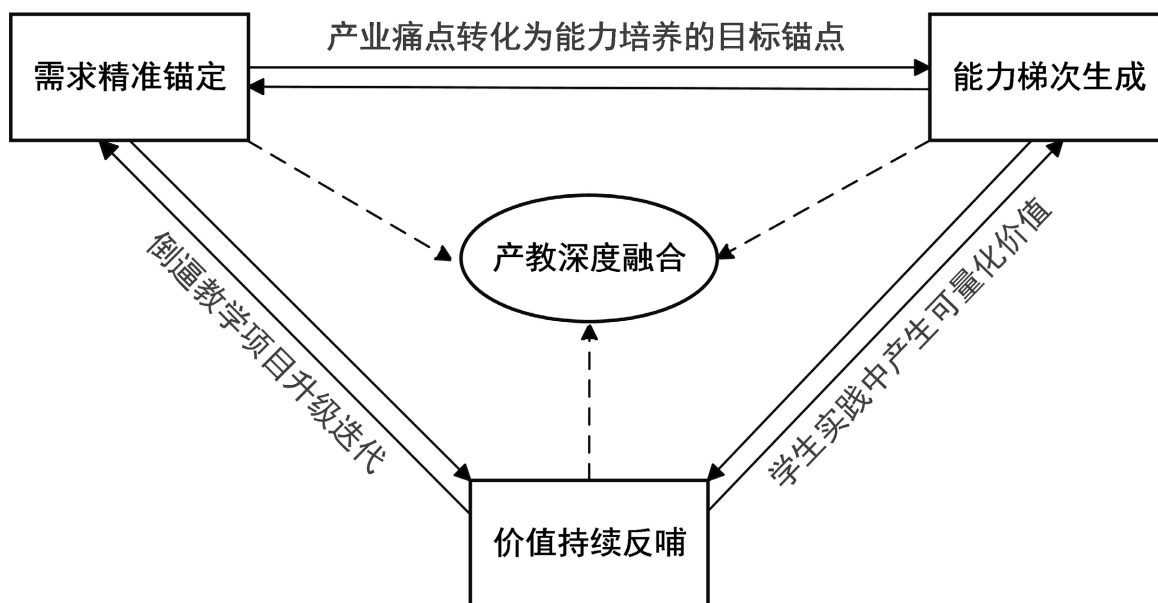 产业痛点转化为能力培养的目标锚点
需求精准锚定
能力梯次生成
产教深度融合
倒逼教学项目升级迭代
学生实践中产生可量化价值
价值持续反哺